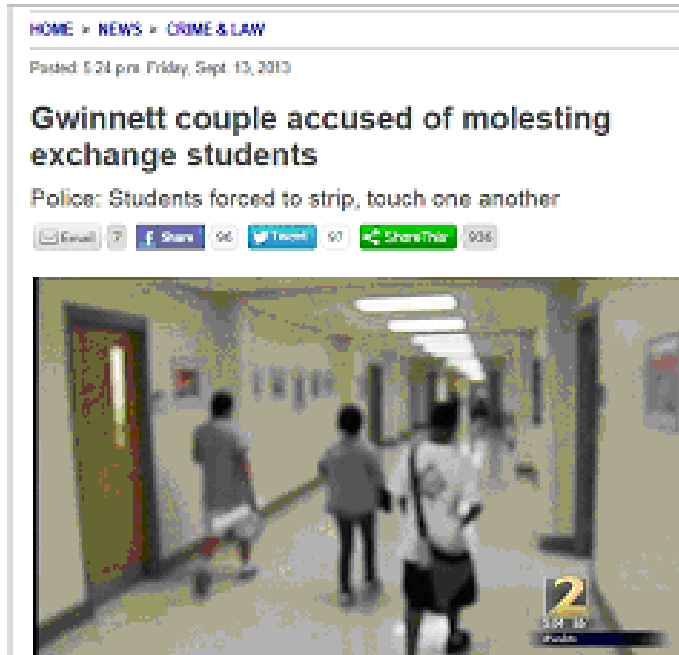 HOME > NEWS > CRIME & LAW
Posted: 5:24 p.m. Friday, Sept. 13, 2013
Gwinnett couple accused of molesting
exchange students
Police: Students forced to strip, touch one another
Email 7 Share 96 Tweet 97 ShareThis 936
2